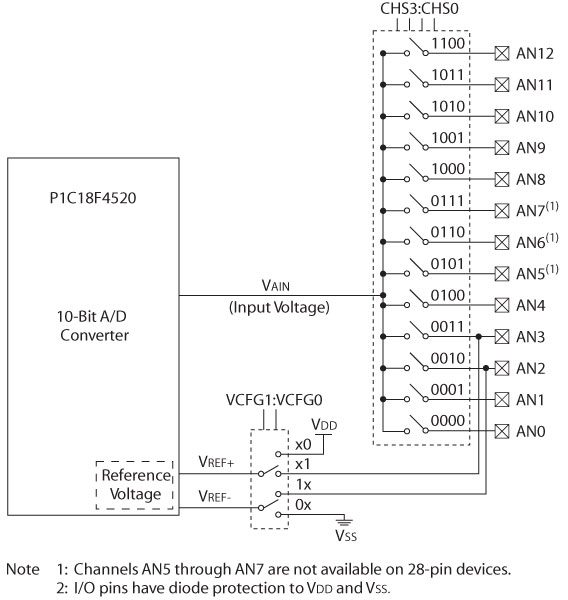 CHS3:CHS0
1100 AN12
1011 AN11
1010 AN10
1001 AN9
1000 AN8
P1C18F4520
0111 AN7(1)
0110 AN6(1)
0101 AN5(1)
VAIN
(Input Voltage)
0100 AN4
10-Bit A/D
Converter
0011 AN3
0010 AN2
0001 AN1
0000 AN0
VCFG1:VCFG0
VDD
x0
VREF+
x1
Reference
Voltage
1x
VREF-
0x
VSS
Note 1: Channels AN5 through AN7 are not available on 28-pin devices.
2: I/O pins have diode protection to VDD and VSS.